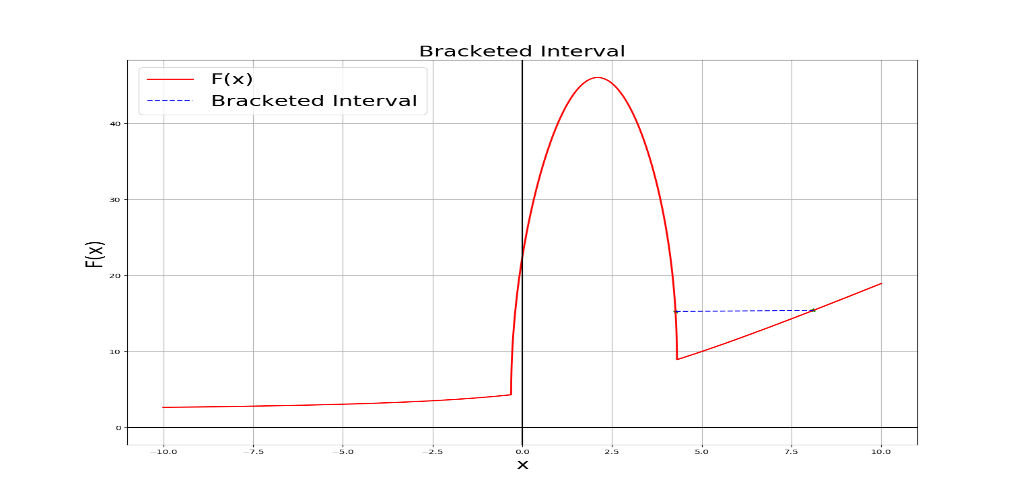 Bracketed Interval
F(x)
Bracketed Interval
F(x)
40
30
20
10
0
−10.0 −7.5 −5.0 −2.5 0.0 2.5 5.0 7.5 10.0
x